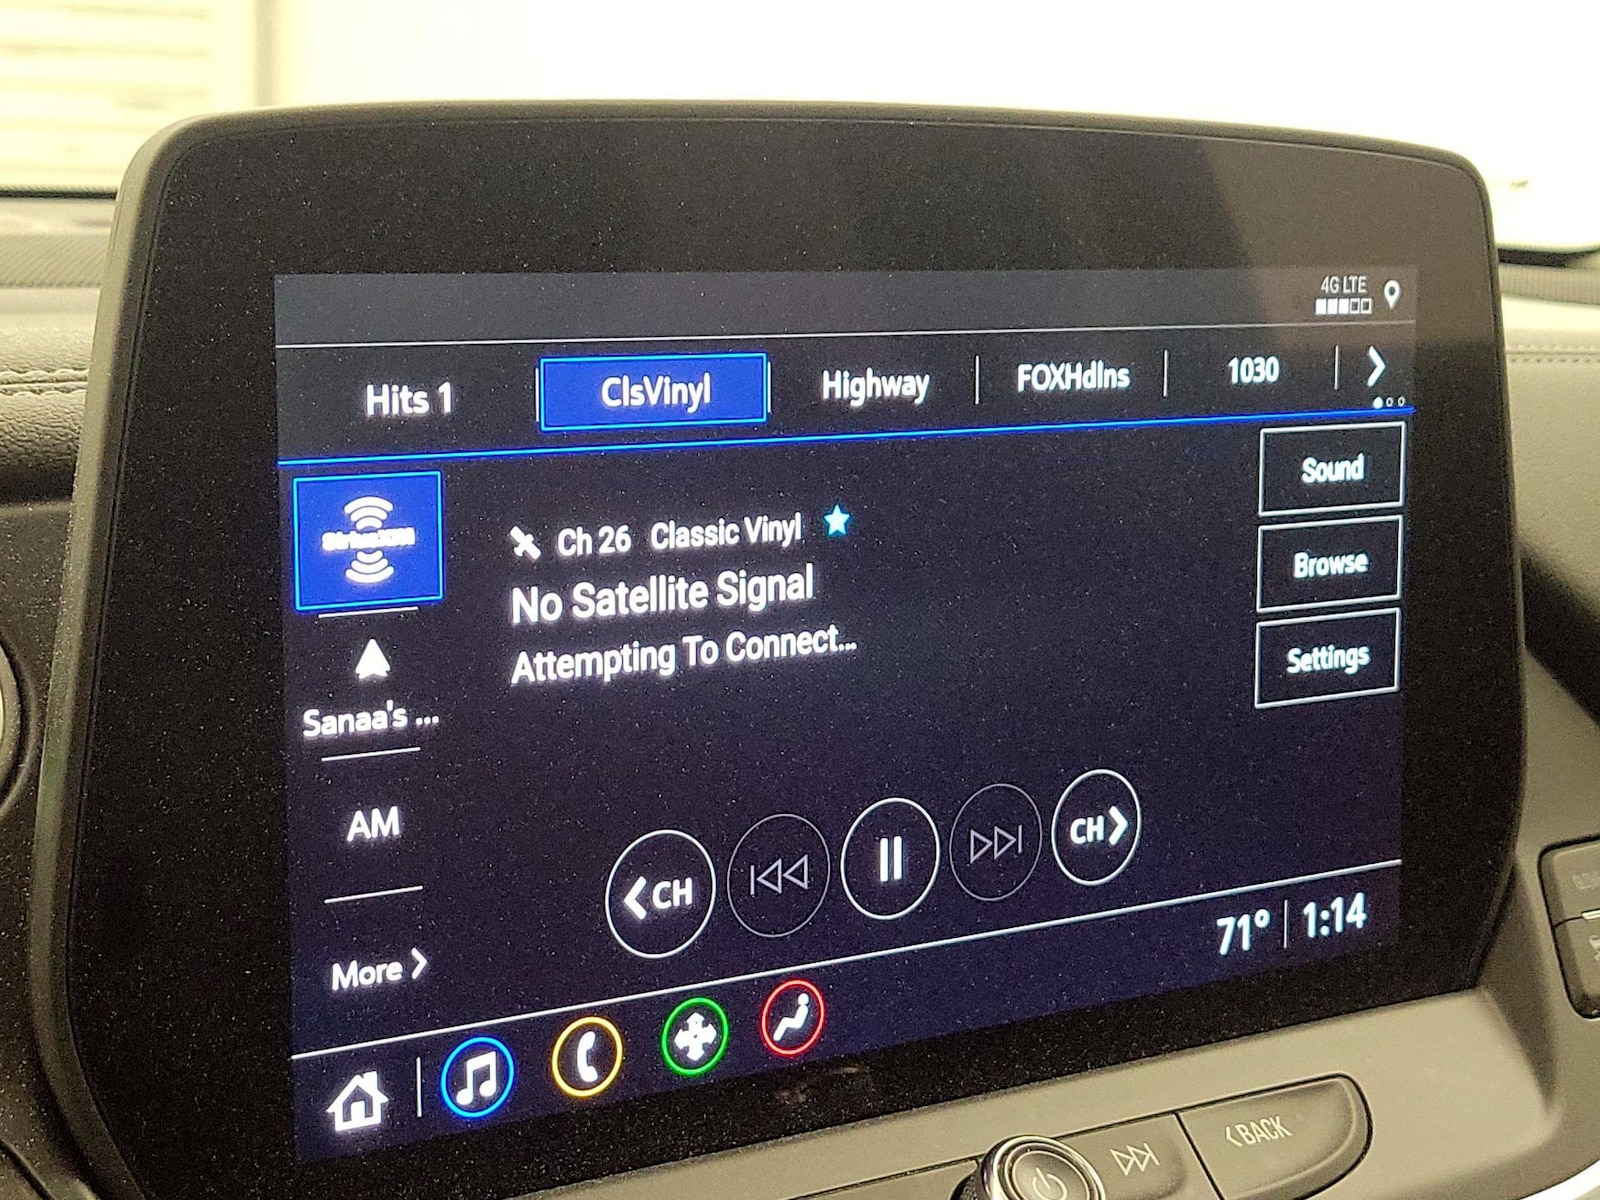 4G LTE
Hits 1
ClsVinyl
Highway
FOXHdlns
1030
SiriusXM
Ch 26 Classic Vinyl
No Satellite Signal
Attempting To Connect...
Sound
Browse
Settings
Sanaa's ...
AM
More
CH
CH
71° 1:14
BACK